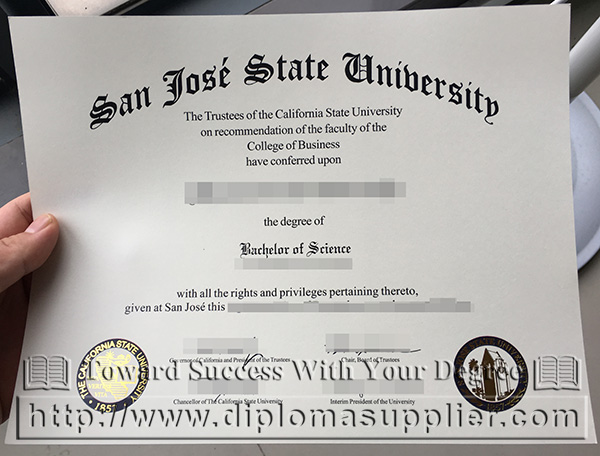 San José State University
The Trustees of the California State University
on recommendation of the faculty of the
College of Business
have conferred upon
the degree of
Bachelor of Science
with all the rights and privileges pertaining thereto,
given at San José this
Governor of California and President of the Trustees
Chair, Board of Trustees
Chancellor of The California State University
Interim President of the University
THE CALIFORNIA STATE UNIVERSITY
1857
Toward Success With Your Degree
http://www.diplomasupplier.com